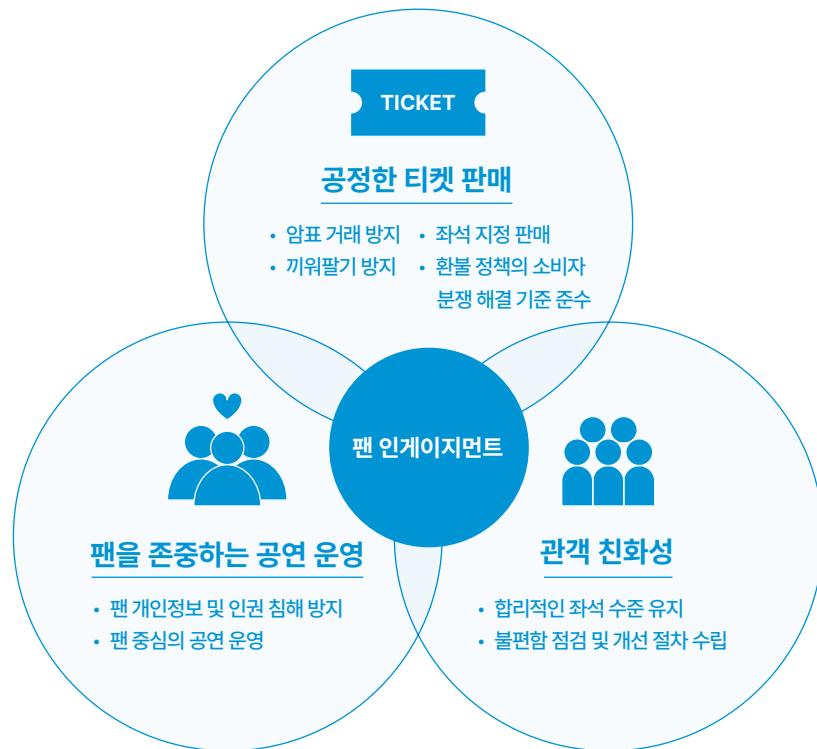 TICKET
공정한 티켓 판매
• 암표 거래 방지
• 끼워팔기 방지
• 좌석 지정 판매
• 환불 정책의 소비자
분쟁 해결 기준 준수
팬 인게이지먼트
팬을 존중하는 공연 운영
• 팬 개인정보 및 인권 침해 방지
• 팬 중심의 공연 운영
관객 친화성
• 합리적인 좌석 수준 유지
• 불편함 점검 및 개선 절차 수립